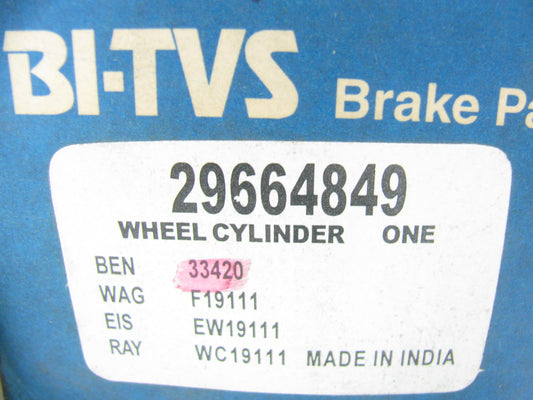 BI-TVS Brake Pa
29664849
WHEEL CYLINDER ONE
BEN 33420
WAG F19111
EIS EW19111
RAY WC19111 MADE IN INDIA